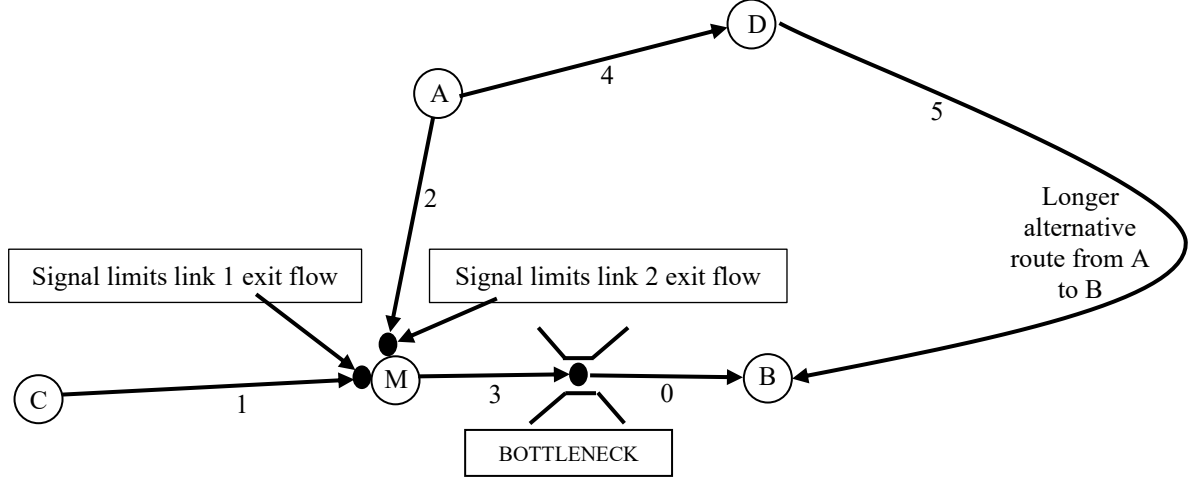 D
4
A
5
2
Longer
alternative
route from A
to B
Signal limits link 1 exit flow
Signal limits link 2 exit flow
C
1
M
3
0
B
BOTTLENECK